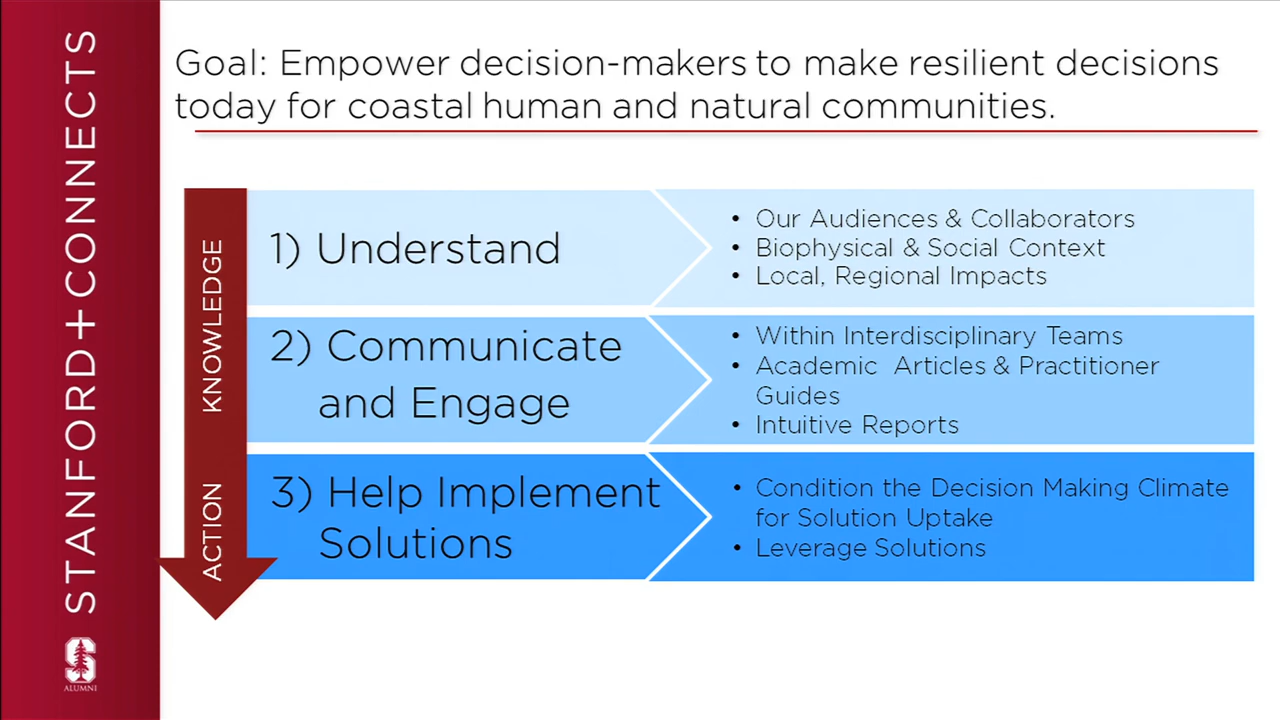 STANFORD+CONNECTS
S
ALUMNI
Goal: Empower decision-makers to make resilient decisions
today for coastal human and natural communities.
KNOWLEDGE
ACTION
1) Understand
• Our Audiences & Collaborators
• Biophysical & Social Context
• Local, Regional Impacts
2) Communicate
and Engage
• Within Interdisciplinary Teams
• Academic Articles & Practitioner
Guides
• Intuitive Reports
3) Help Implement
Solutions
• Condition the Decision Making Climate
for Solution Uptake
• Leverage Solutions